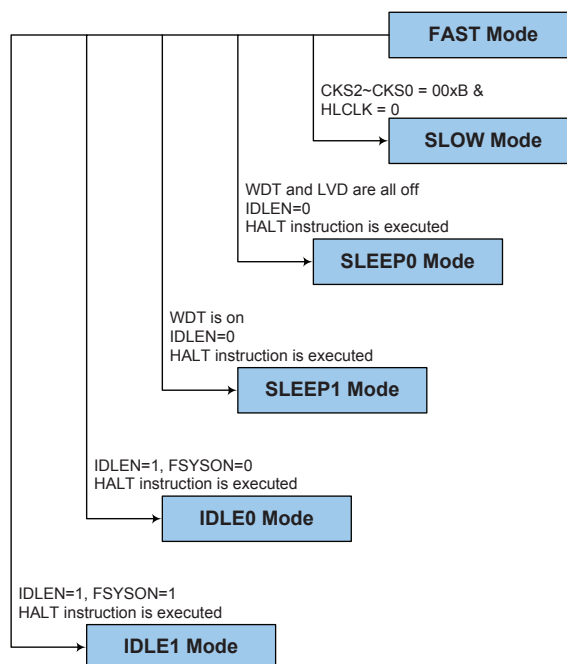 FAST Mode
CKS2~CKS0 = 00xB &
HLCLK = 0
SLOW Mode
WDT and LVD are all off
IDLEN=0
HALT instruction is executed
SLEEP0 Mode
WDT is on
IDLEN=0
HALT instruction is executed
SLEEP1 Mode
IDLEN=1, FSYSON=0
HALT instruction is executed
IDLE0 Mode
IDLEN=1, FSYSON=1
HALT instruction is executed
IDLE1 Mode